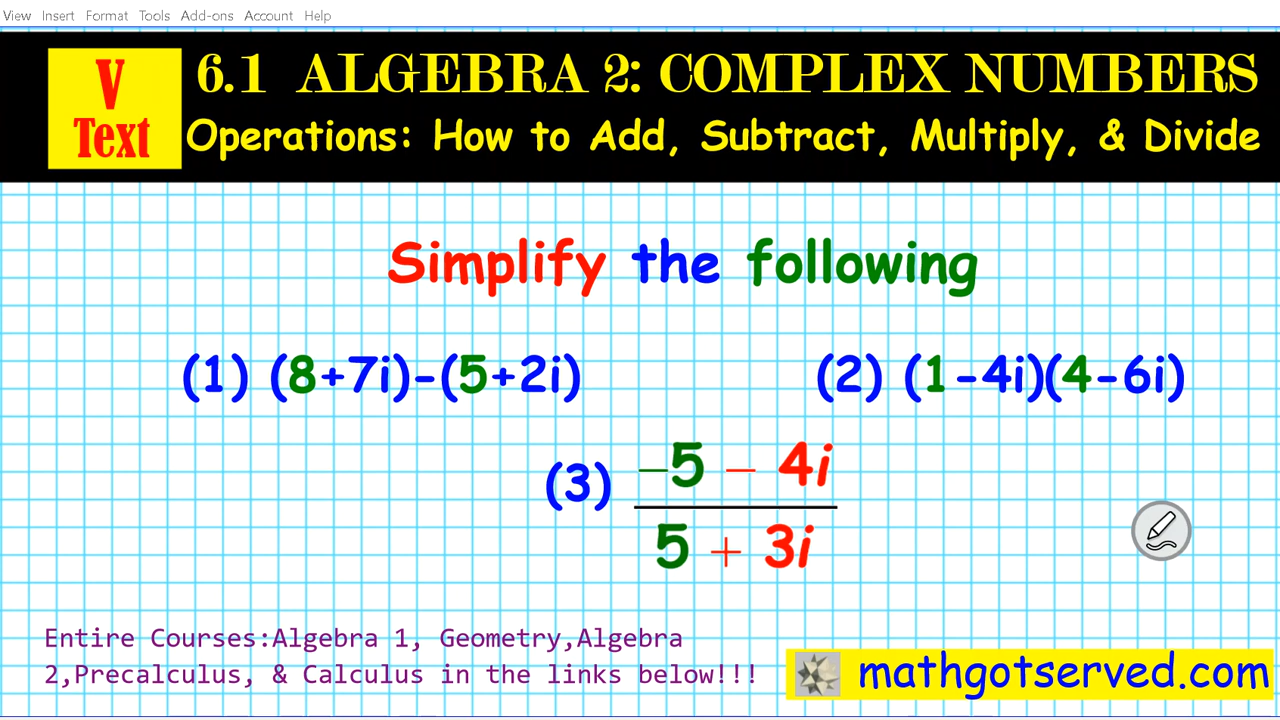 View Insert Format Tools Add-ons Account Help
V
Text
6.1 ALGEBRA 2: COMPLEX NUMBERS
Operations: How to Add, Subtract, Multiply, & Divide
Simplify the following
(1) (8+7i)-(5+2i)
(2) (1-4i)(4-6i)
(3) −5 − 4i
5 + 3i
Entire Courses:Algebra 1, Geometry,Algebra
2,Precalculus, & Calculus in the links below!!!
mathgotserved.com